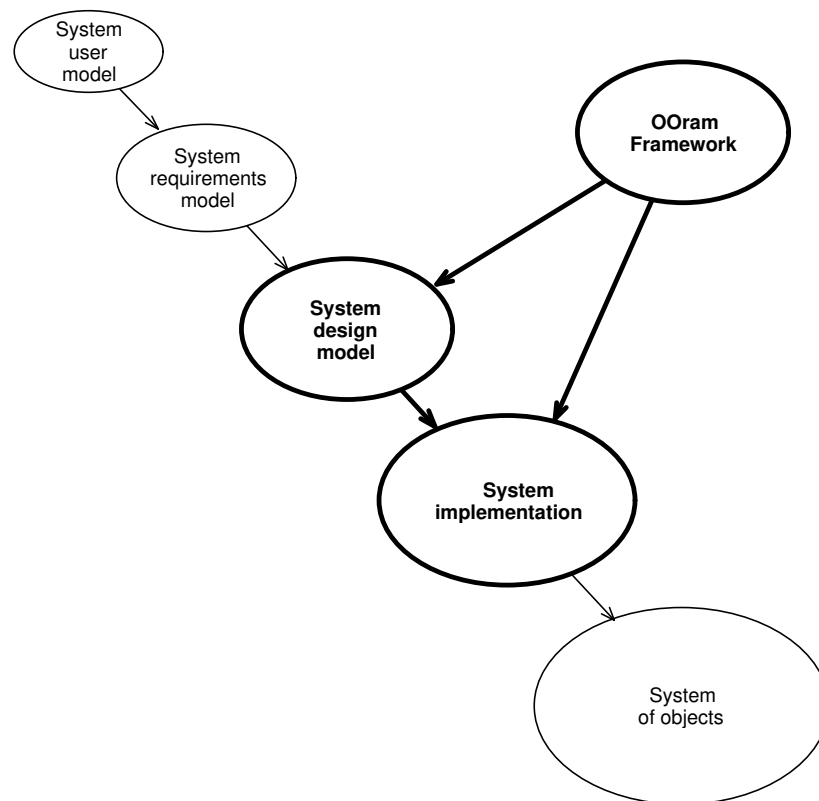 System
user
model
OOram
Framework
System
requirements
model
System
design
model
System
implementation
System
of objects